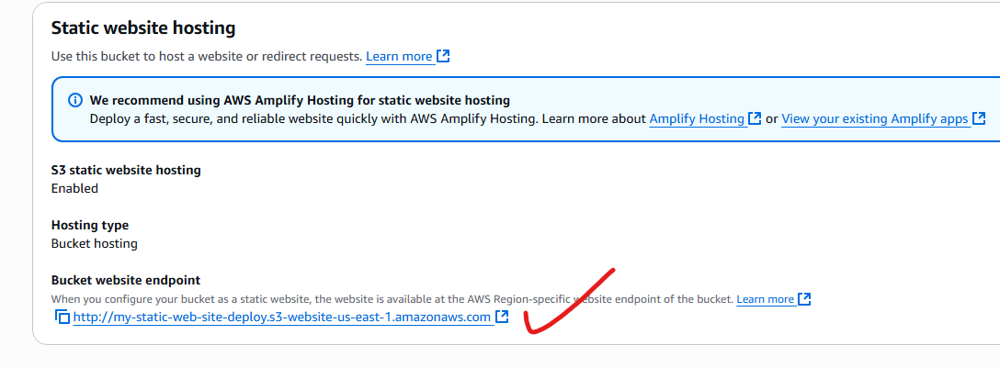 Static website hosting
Use this bucket to host a website or redirect requests. Learn more
We recommend using AWS Amplify Hosting for static website hosting
Deploy a fast, secure, and reliable website quickly with AWS Amplify Hosting. Learn more about Amplify Hosting or View your existing Amplify apps
S3 static website hosting
Enabled
Hosting type
Bucket hosting
Bucket website endpoint
When you configure your bucket as a static website, the website is available at the AWS Region-specific website endpoint of the bucket. Learn more
http://my-static-web-site-deploy.s3-website-us-east-1.amazonaws.com